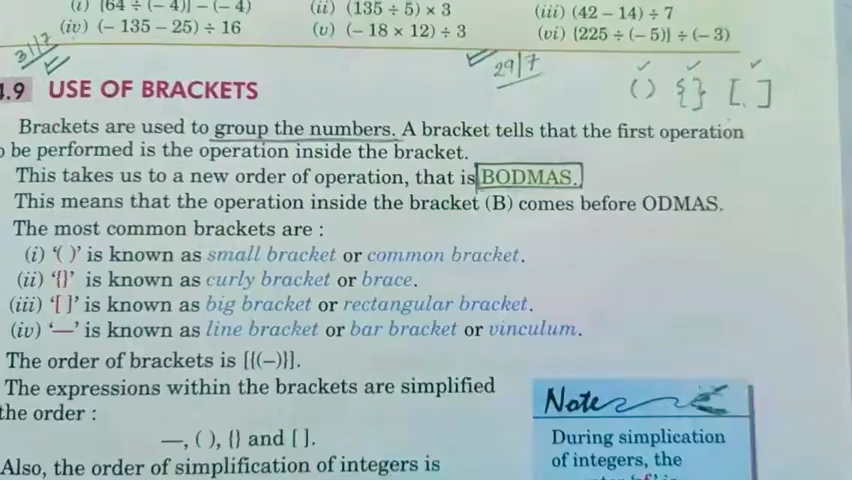 (i) {64 ÷ (– 4)} – (– 4) (ii) (135 ÷ 5) × 3 (iii) (42 – 14) ÷ 7
(iv) (– 135 – 25) ÷ 16 (v) (– 18 × 12) ÷ 3 (vi) {225 ÷ (– 5)} ÷ (– 3)
31/7 29/7
( ) { } [ ]
.9 USE OF BRACKETS
Brackets are used to group the numbers. A bracket tells that the first operation
o be performed is the operation inside the bracket.
This takes us to a new order of operation, that is BODMAS.
This means that the operation inside the bracket (B) comes before ODMAS.
The most common brackets are :
(i) ‘( )’ is known as small bracket or common bracket.
(ii) ‘{}’ is known as curly bracket or brace.
(iii) ‘[ ]’ is known as big bracket or rectangular bracket.
(iv) ‘—’ is known as line bracket or bar bracket or vinculum.
The order of brackets is [{(–)}].
The expressions within the brackets are simplified
the order :
—, ( ), {} and [ ].
Also, the order of simplification of integers is
Note
During simplication
of integers, the